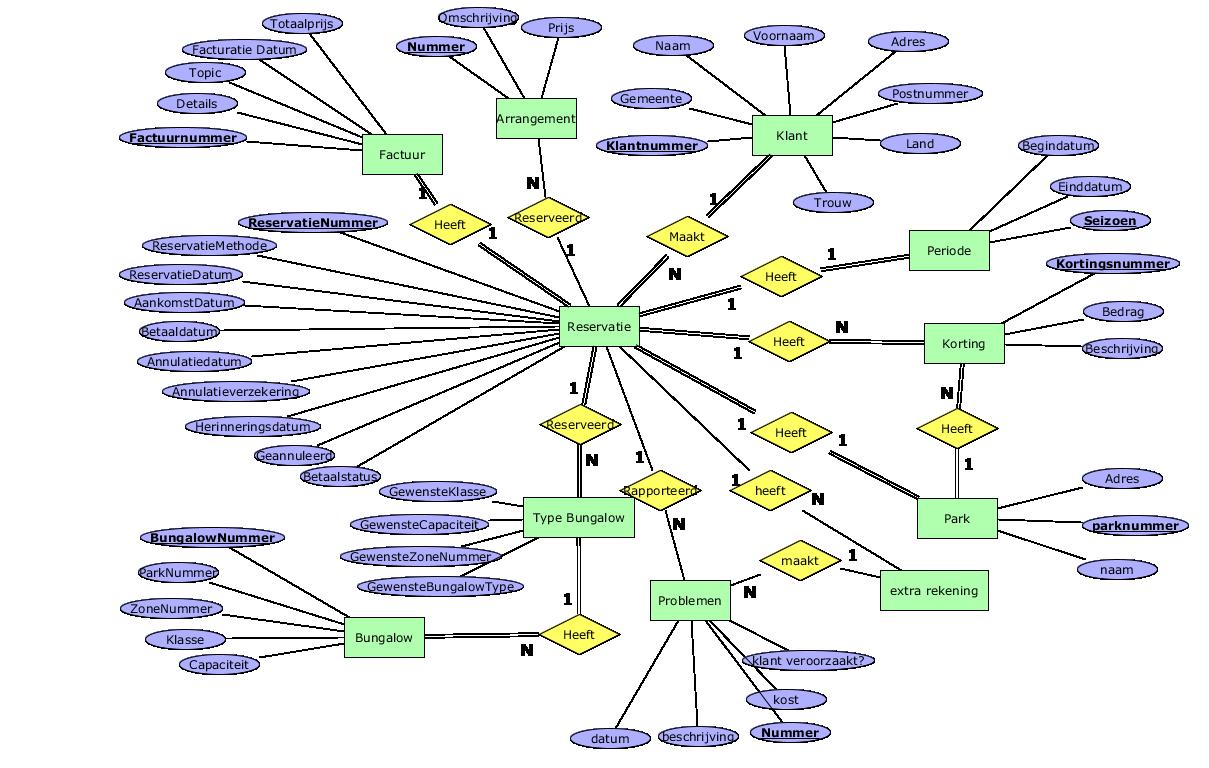 Totaalprijs
Omschrijving
Prijs
Voornaam
Facturatie Datum
Nummer
Naam
Adres
Topic
Gemeente
Postnummer
Details
Arrangement
Klant
Factuurnummer
Factuur
Klantnummer
Land
Begindatum
Einddatum
1
N
1
Trouw
Seizoen
ReservatieNummer
Heeft
1
Reserveerd
Maakt
Periode
ReservatieMethode
1
N
1
Kortingsnummer
ReservatieDatum
Heeft
AankomstDatum
1
Bedrag
Betaaldatum
Reservatie
N
Heeft
1
Korting
Beschrijving
Annulatiedatum
Annulatieverzekering
1
N
Herinneringsdatum
Reserveerd
1
Heeft
1
Heeft
Geannuleerd
N
1
1
Betaalstatus
GewensteKlasse
Rapporteerd
1
heeft
N
Adres
GewensteCapaciteit
Type Bungalow
N
Park
parknummer
BungalowNummer
GewensteZoneNummer
maakt
1
naam
ParkNummer
GewensteBungalowType
N
extra rekening
ZoneNummer
1
Problemen
Klasse
Bungalow
N
Heeft
Capaciteit
klant veroorzaakt?
kost
datum
beschrijving
Nummer